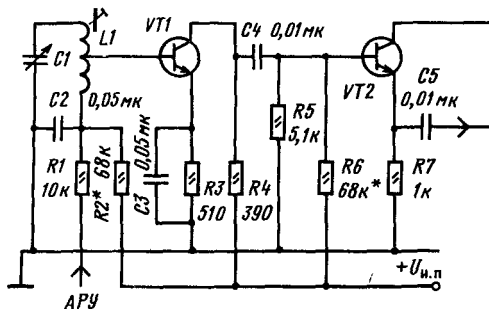 L1
VT1
C4 0,01мк
C1
C5
0,01мк
VT2
C2
0,05мк
R5
5,1к
R1
10к
68к
R2*
0,05мк
C3
R3
510
R4
390
R6
68к*
R7
1к
+Uи.п
АРУ